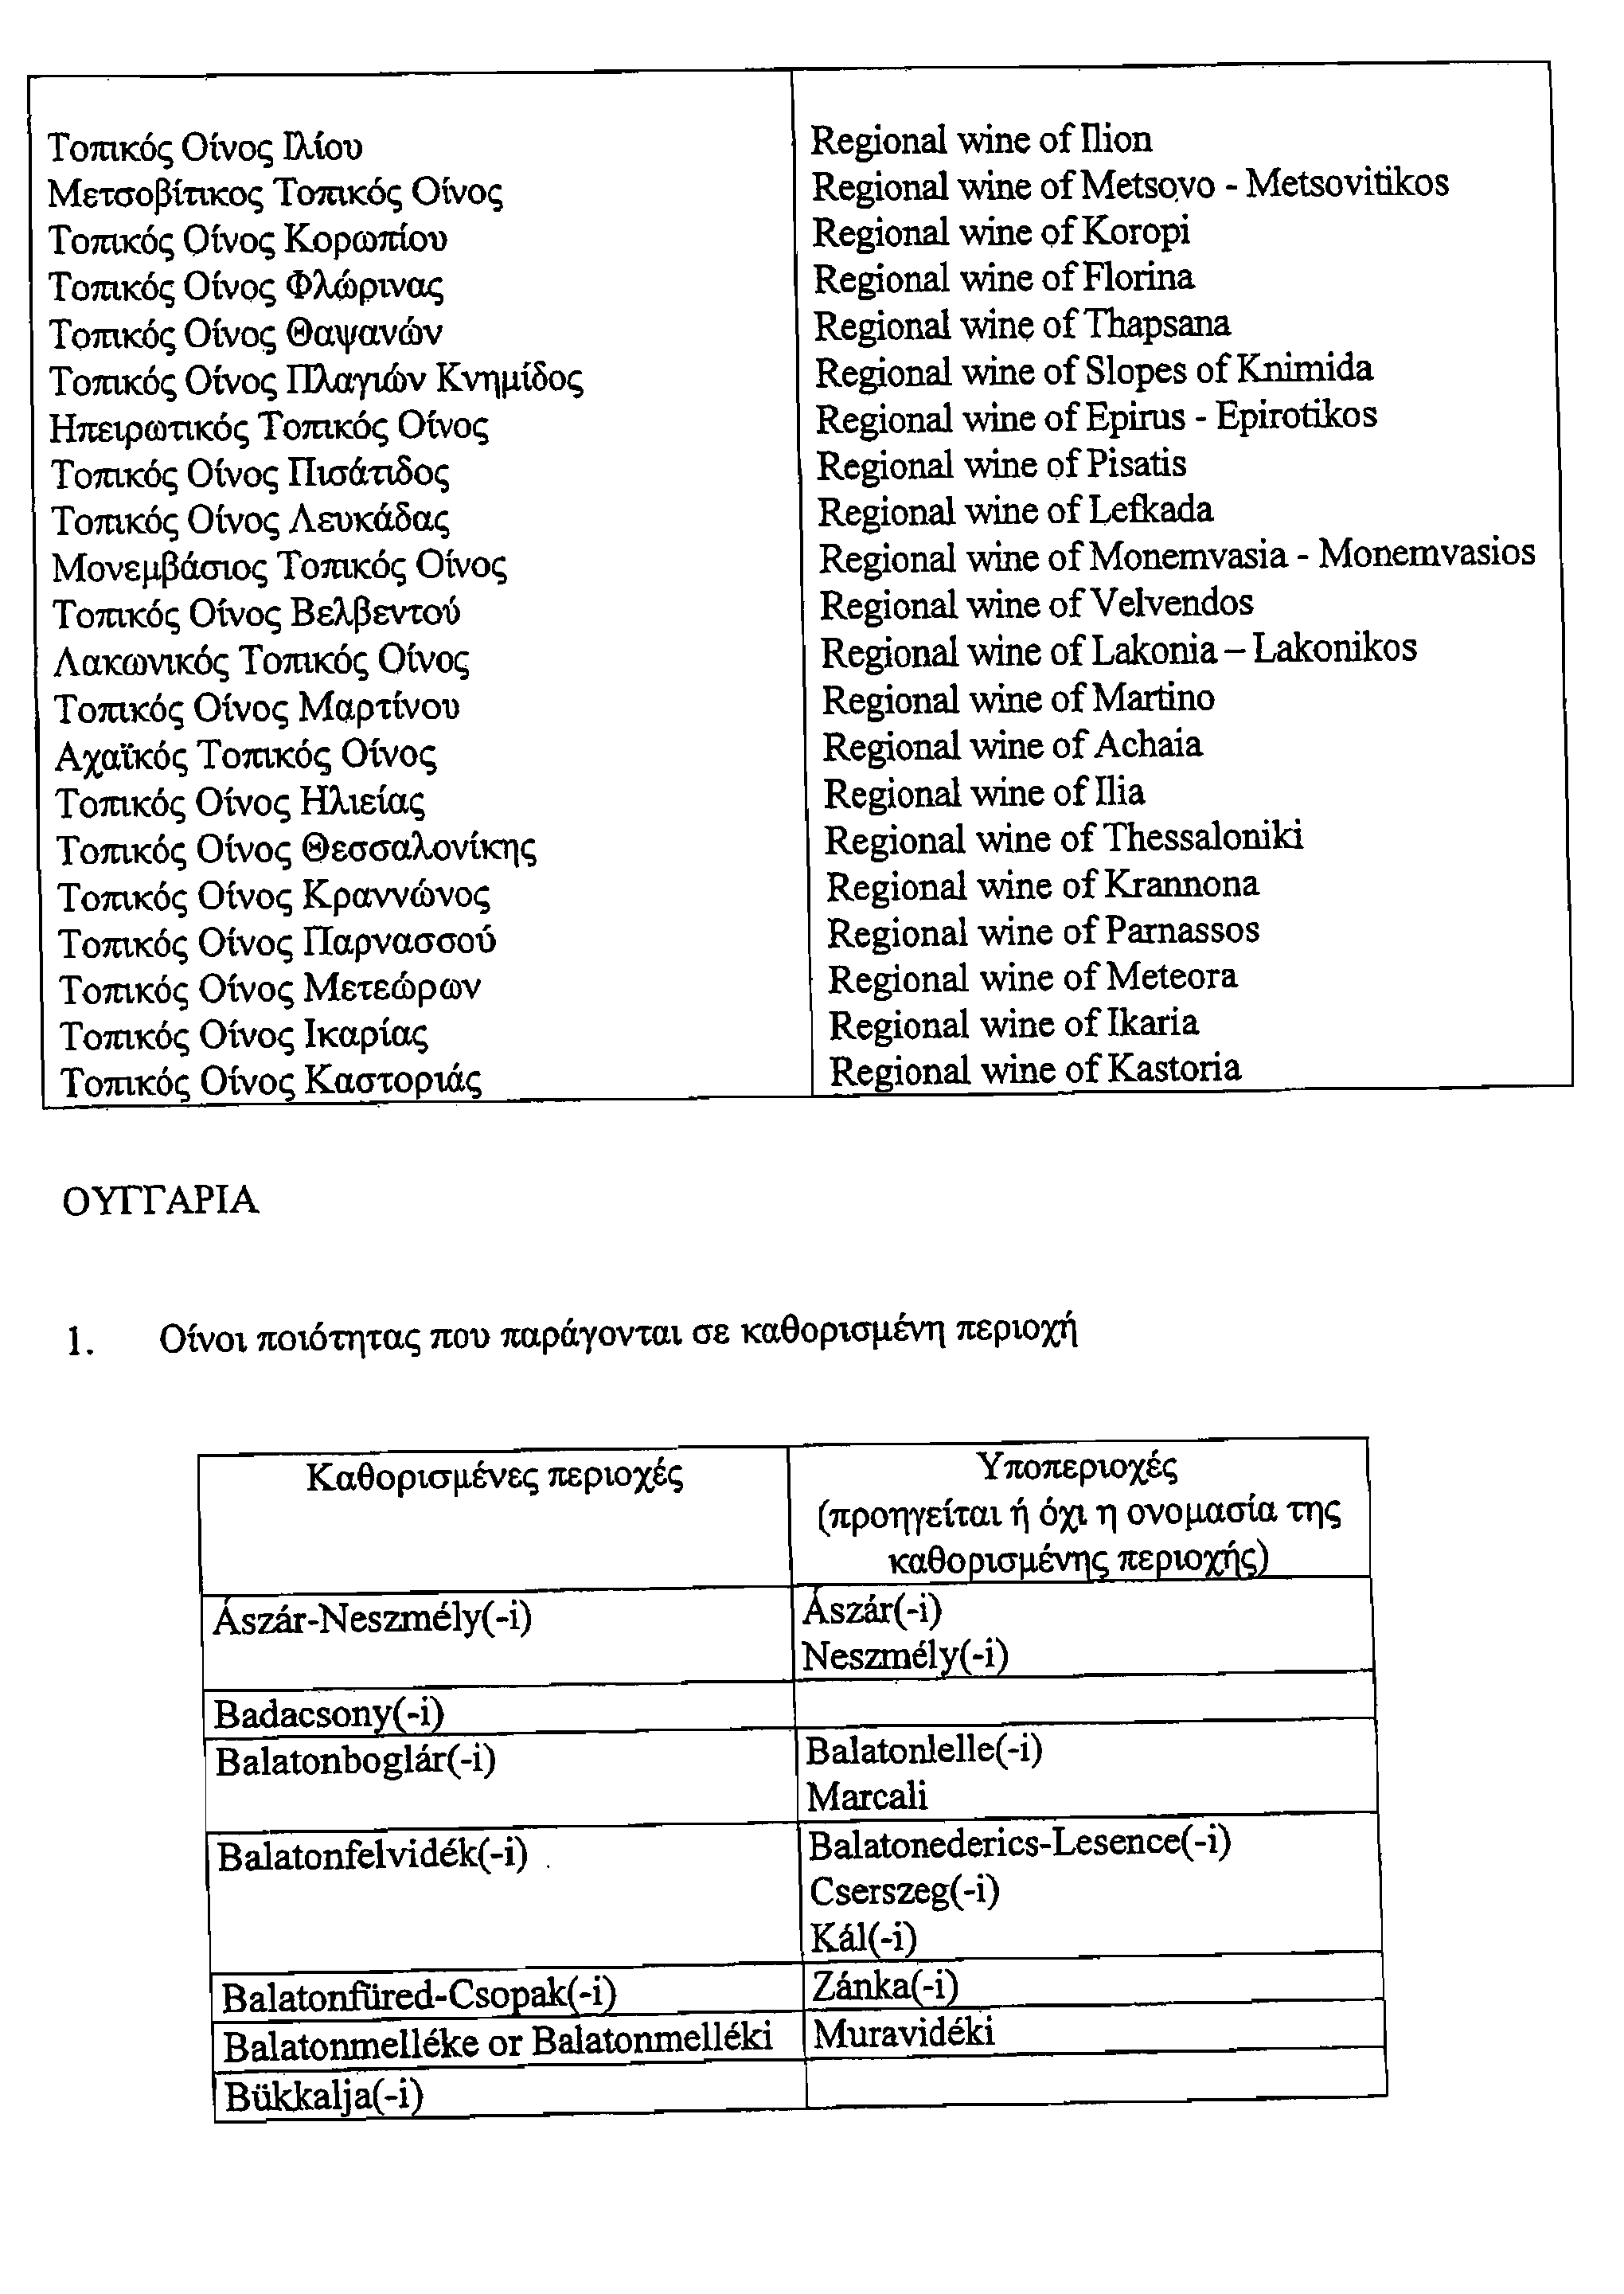 Τοπικός Οίνος Ιλίου Regional wine of Ilion
Μετσοβίτικος Τοπικός Οίνος Regional wine of Metsovo - Metsovitikos
Τοπικός Οίνος Κορωπίου Regional wine of Koropi
Τοπικός Οίνος Φλώρινας Regional wine of Florina
Τοπικός Οίνος Θαψανών Regional wine of Thapsana
Τοπικός Οίνος Πλαγιών Κνημίδος Regional wine of Slopes of Knimida
Ηπειρωτικός Τοπικός Οίνος Regional wine of Epirus - Epirotikos
Τοπικός Οίνος Πισάτιδος Regional wine of Pisatis
Τοπικός Οίνος Λευκάδας Regional wine of Lefkada
Μονεμβάσιος Τοπικός Οίνος Regional wine of Monemvasia - Monemvasios
Τοπικός Οίνος Βελβεντού Regional wine of Velvendos
Λακωνικός Τοπικός Οίνος Regional wine of Lakonia – Lakonikos
Τοπικός Οίνος Μαρτίνου Regional wine of Martino
Αχαϊκός Τοπικός Οίνος Regional wine of Achaia
Τοπικός Οίνος Ηλιείας Regional wine of Ilia
Τοπικός Οίνος Θεσσαλονίκης Regional wine of Thessaloniki
Τοπικός Οίνος Κραννώνος Regional wine of Krannona
Τοπικός Οίνος Παρνασσού Regional wine of Parnassos
Τοπικός Οίνος Μετεώρων Regional wine of Meteora
Τοπικός Οίνος Ικαρίας Regional wine of Ikaria
Τοπικός Οίνος Καστοριάς Regional wine of Kastoria
ΟΥΓΓΑΡΙΑ
1. Οίνοι ποιότητας που παράγονται σε καθορισμένη περιοχή
Καθορισμένες περιοχές Υποπεριοχές
(προηγείται ή όχι η ονομασία της
καθορισμένης περιοχής)
Ászár-Neszmély(-i) Ászár(-i)
Neszmély(-i)
Badacsony(-i)
Balatonboglár(-i) Balatonlelle(-i)
Marcali
Balatonfelvidék(-i) Balatonederics-Lesence(-i)
Cserszeg(-i)
Kál(-i)
Balatonfüred-Csopak(-i) Zánka(-i)
Balatonmelléke or Balatonmelléki Muravidéki
Bükkalja(-i)